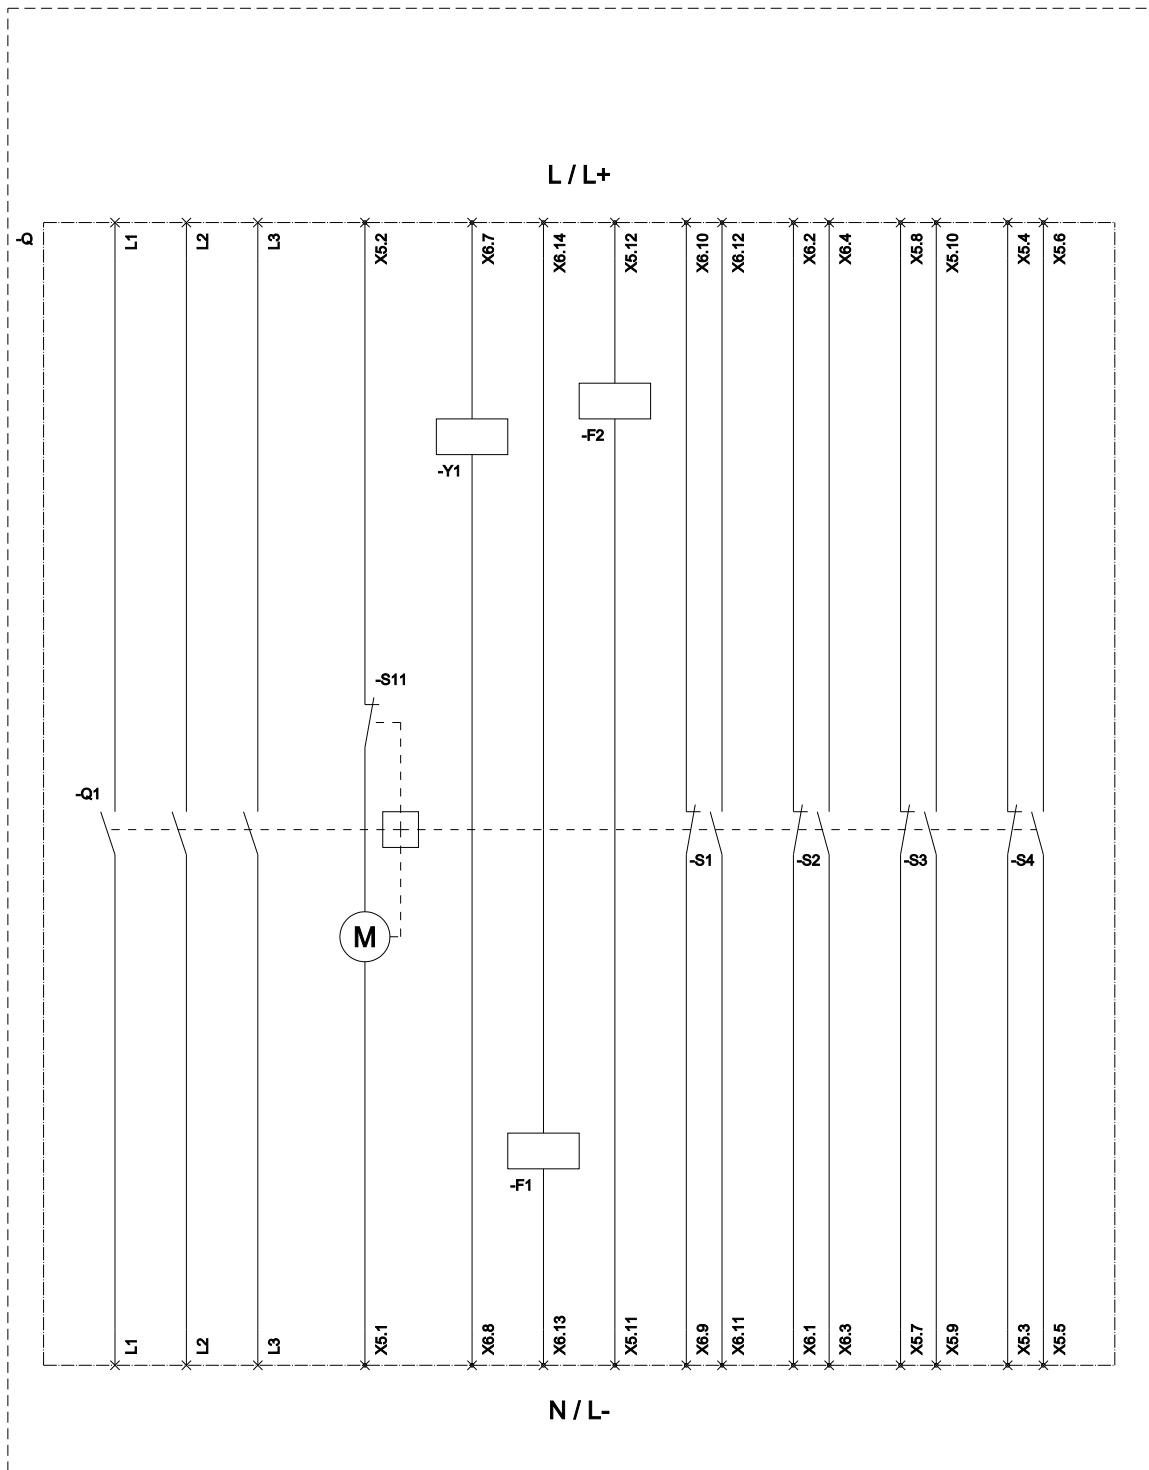 L / L+
-Q
L1
L2
L3
X5.2
X6.7
X6.14
X5.12
X6.10
X6.12
X6.2
X6.4
X5.8
X5.10
X5.4
X5.6
-F2
-Y1
-S11
-Q1
-S1
-S2
-S3
-S4
M
-F1
L1
L2
L3
X5.1
X6.8
X6.13
X5.11
X6.9
X6.11
X6.1
X6.3
X5.7
X5.9
X5.3
X5.5
N / L-